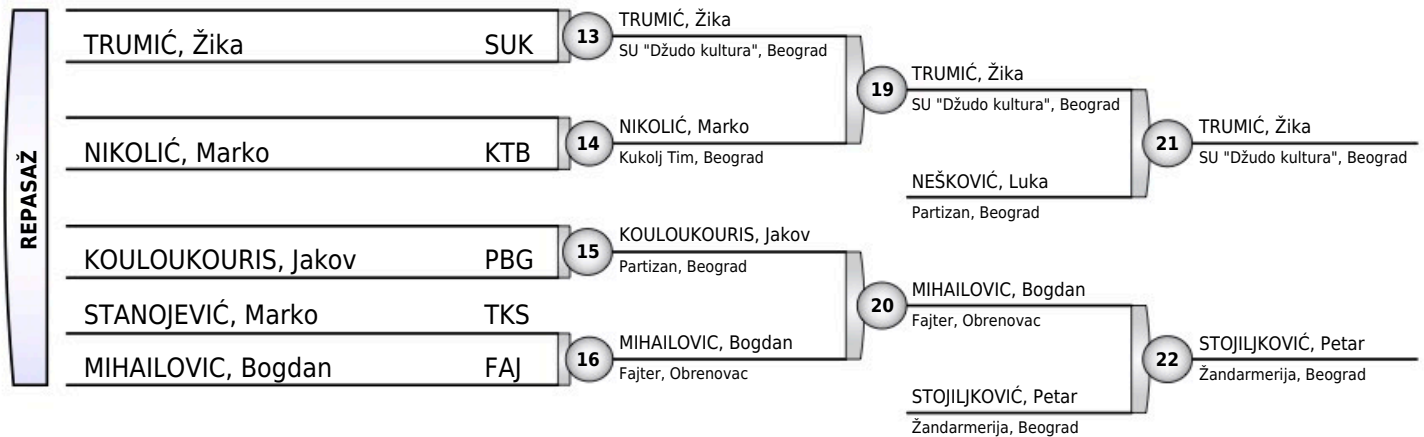 REPASAŽ
TRUMIĆ, Žika SUK
NIKOLIĆ, Marko KTB
KOULOUKOURIS, Jakov PBG
STANOJEVIĆ, Marko TKS
MIHAILOVIC, Bogdan FAJ
13
TRUMIĆ, Žika
SU "Džudo kultura", Beograd
14
NIKOLIĆ, Marko
Kukolj Tim, Beograd
15
KOULOUKOURIS, Jakov
Partizan, Beograd
16
MIHAILOVIC, Bogdan
Fajter, Obrenovac
19
TRUMIĆ, Žika
SU "Džudo kultura", Beograd
NEŠKOVIĆ, Luka
Partizan, Beograd
20
MIHAILOVIC, Bogdan
Fajter, Obrenovac
STOJILJKOVIĆ, Petar
Žandarmerija, Beograd
21
TRUMIĆ, Žika
SU "Džudo kultura", Beograd
22
STOJILJKOVIĆ, Petar
Žandarmerija, Beograd